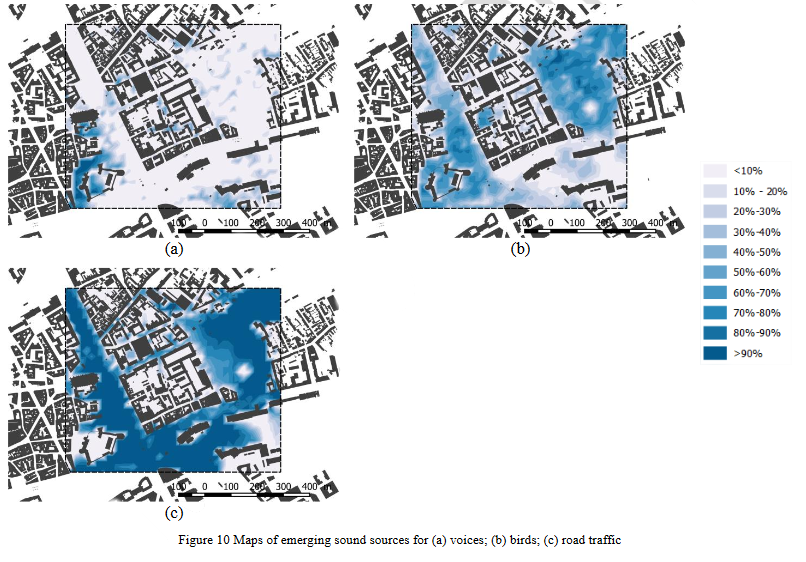 100 0 100 200 300 400 m
(a)
100 0 100 200 300 400 m
(b)
<10%
10% - 20%
20%-30%
30%-40%
40%-50%
50%-60%
60%-70%
70%-80%
80%-90%
>90%
100 0 100 200 300 400 m
(c)
Figure 10 Maps of emerging sound sources for (a) voices; (b) birds; (c) road traffic